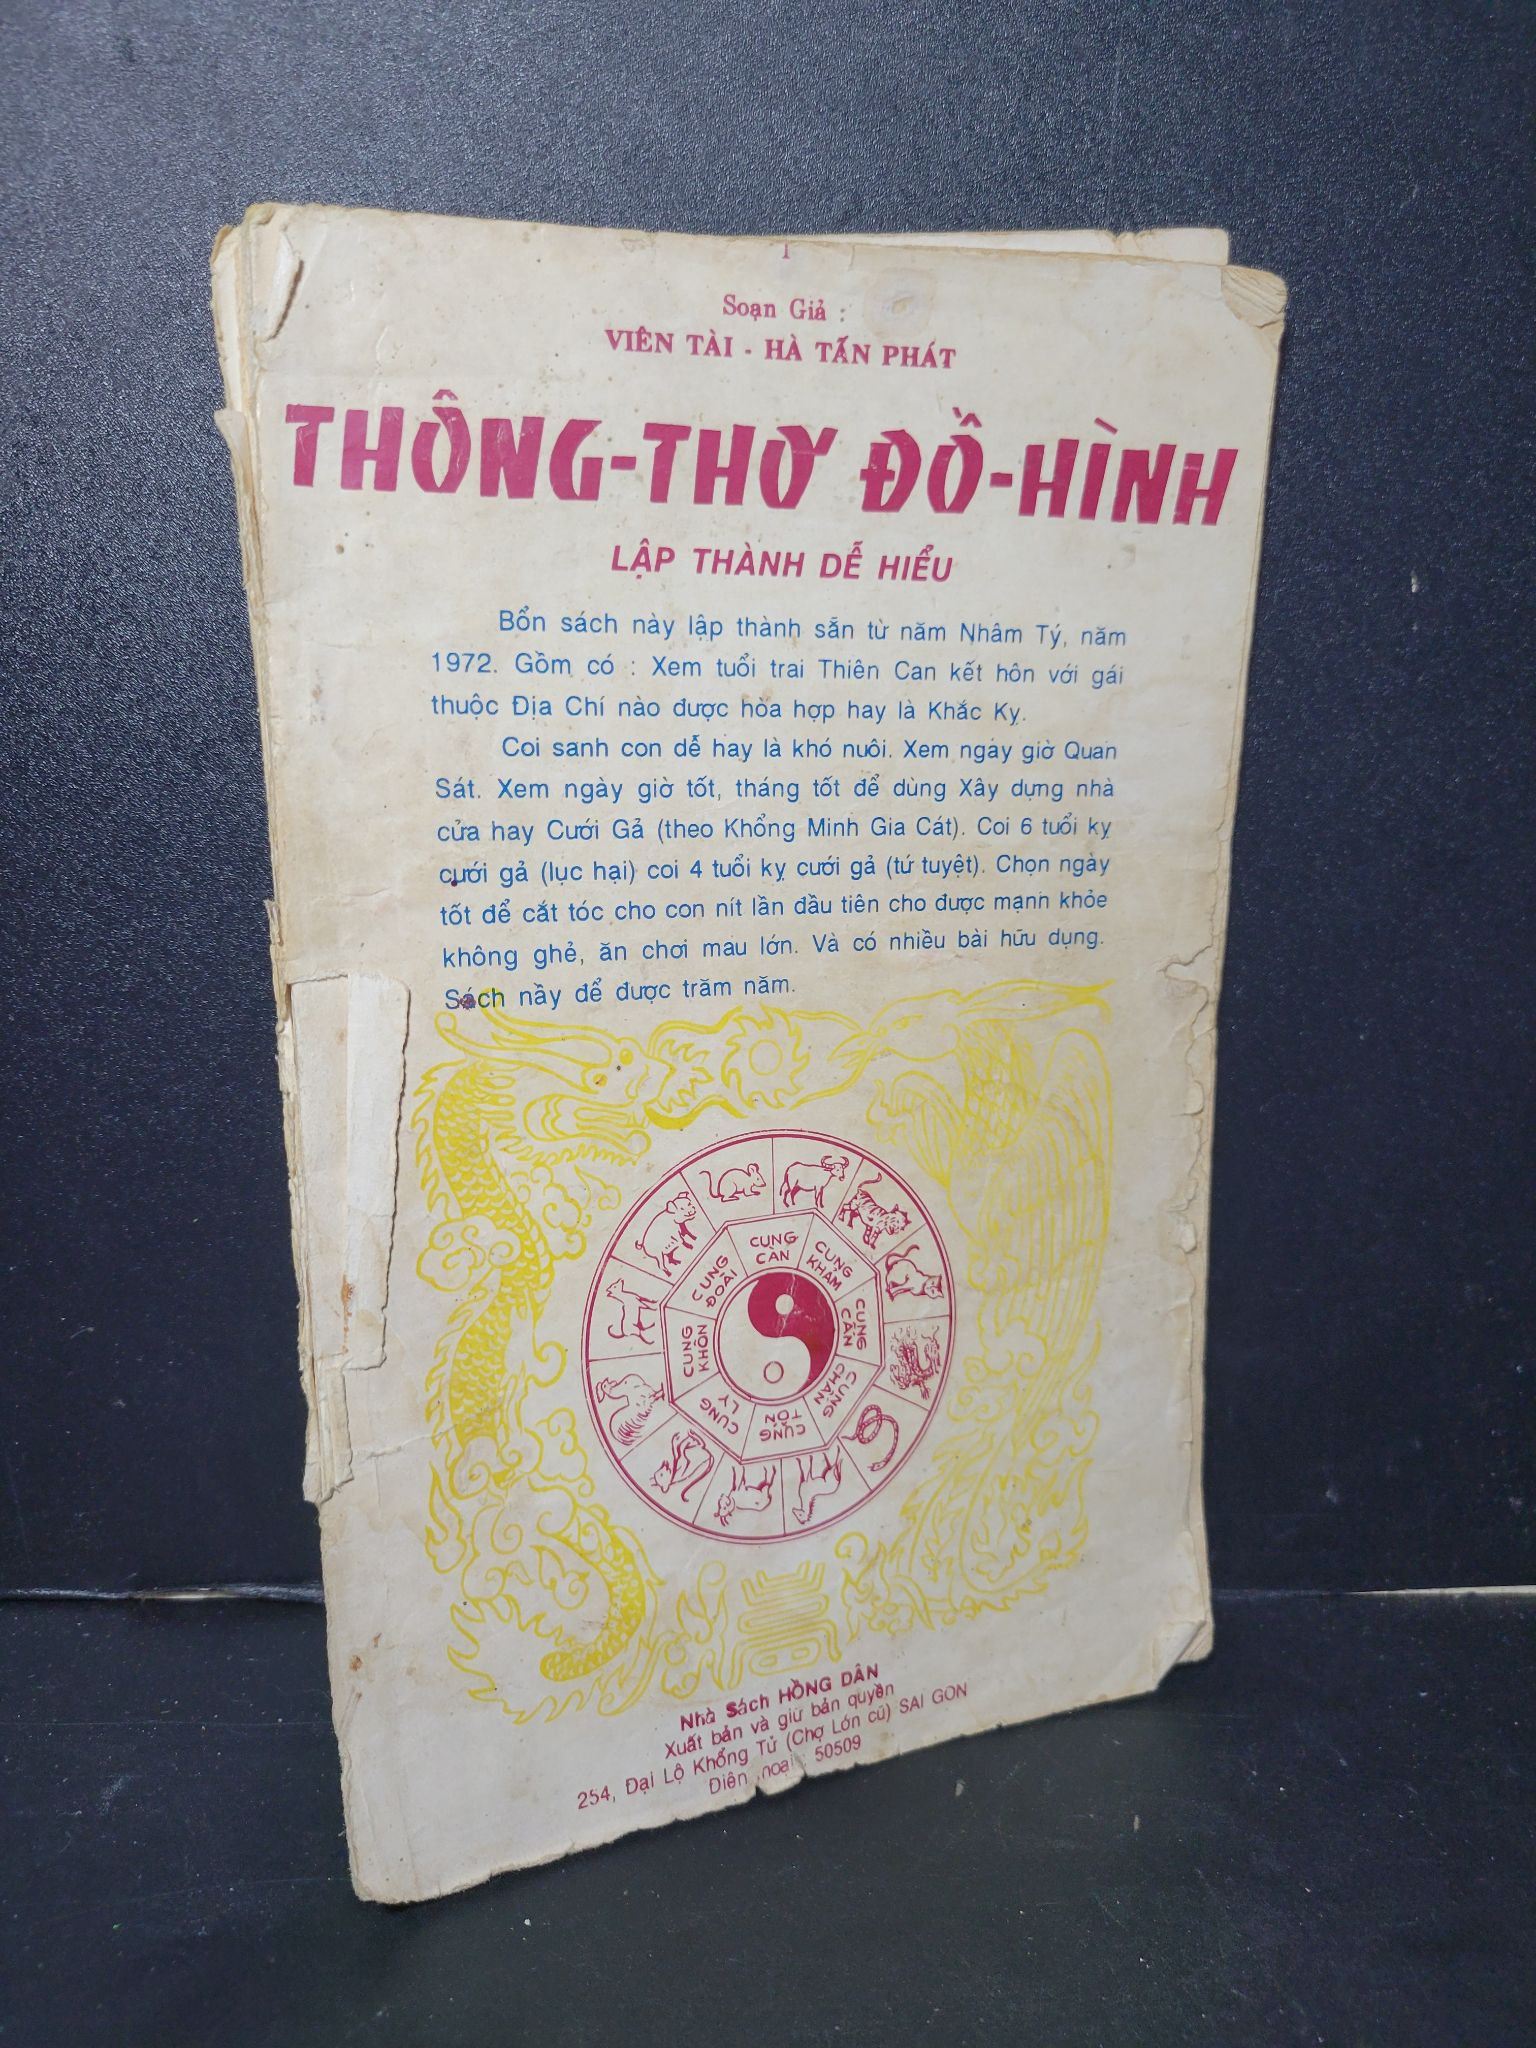 1
Soạn Giả :
VIÊN TÀI - HÀ TẤN PHÁT
THÔNG-THƠ ĐỒ-HÌNH
LẬP THÀNH DỄ HIỂU
Bổn sách này lập thành sẵn từ năm Nhâm Tý, năm
1972. Gồm có : Xem tuổi trai Thiên Can kết hôn với gái
thuộc Địa Chí nào được hòa hợp hay là Khắc Kỵ.
Coi sanh con dễ hay là khó nuôi. Xem ngày giờ Quan
Sát. Xem ngày giờ tốt, tháng tốt để dùng Xây dựng nhà
cửa hay Cưới Gả (theo Khổng Minh Gia Cát). Coi 6 tuổi kỵ
cưới gả (lục hại) coi 4 tuổi kỵ cưới gả (tứ tuyệt). Chọn ngày
tốt để cắt tóc cho con nít lần đầu tiên cho được mạnh khỏe
không ghẻ, ăn chơi mau lớn. Và có nhiều bài hữu dụng.
Sách nầy để được trăm năm.
CUNG CÀN
CUNG KHẢM
CUNG CẤN
CUNG CHẤN
CUNG TỐN
CUNG LY
CUNG KHÔN
CUNG ĐOÀI
Nhà Sách HỒNG DÂN
Xuất bản và giữ bản quyền
254, Đại Lộ Khổng Tử (Chợ Lớn cũ) SAI GON
Điện thoại : 50509